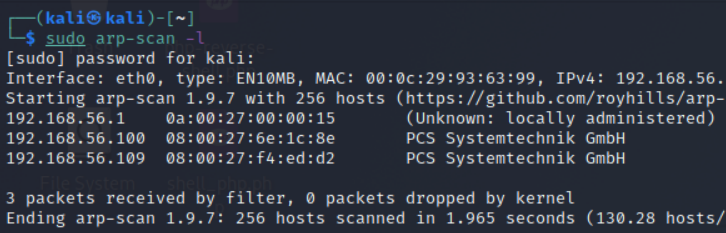 ┌──(kali㉿kali)-[~]
└─$ sudo arp-scan -l
[sudo] password for kali:
Interface: eth0, type: EN10MB, MAC: 00:0c:29:93:63:99, IPv4: 192.168.56.
Starting arp-scan 1.9.7 with 256 hosts (https://github.com/royhills/arp-
192.168.56.1 0a:00:27:00:00:15 (Unknown: locally administered)
192.168.56.100 08:00:27:6e:1c:8e PCS Systemtechnik GmbH
192.168.56.109 08:00:27:f4:ed:d2 PCS Systemtechnik GmbH
File System
3 packets received by filter, 0 packets dropped by kernel
Ending arp-scan 1.9.7: 256 hosts scanned in 1.965 seconds (130.28 hosts/